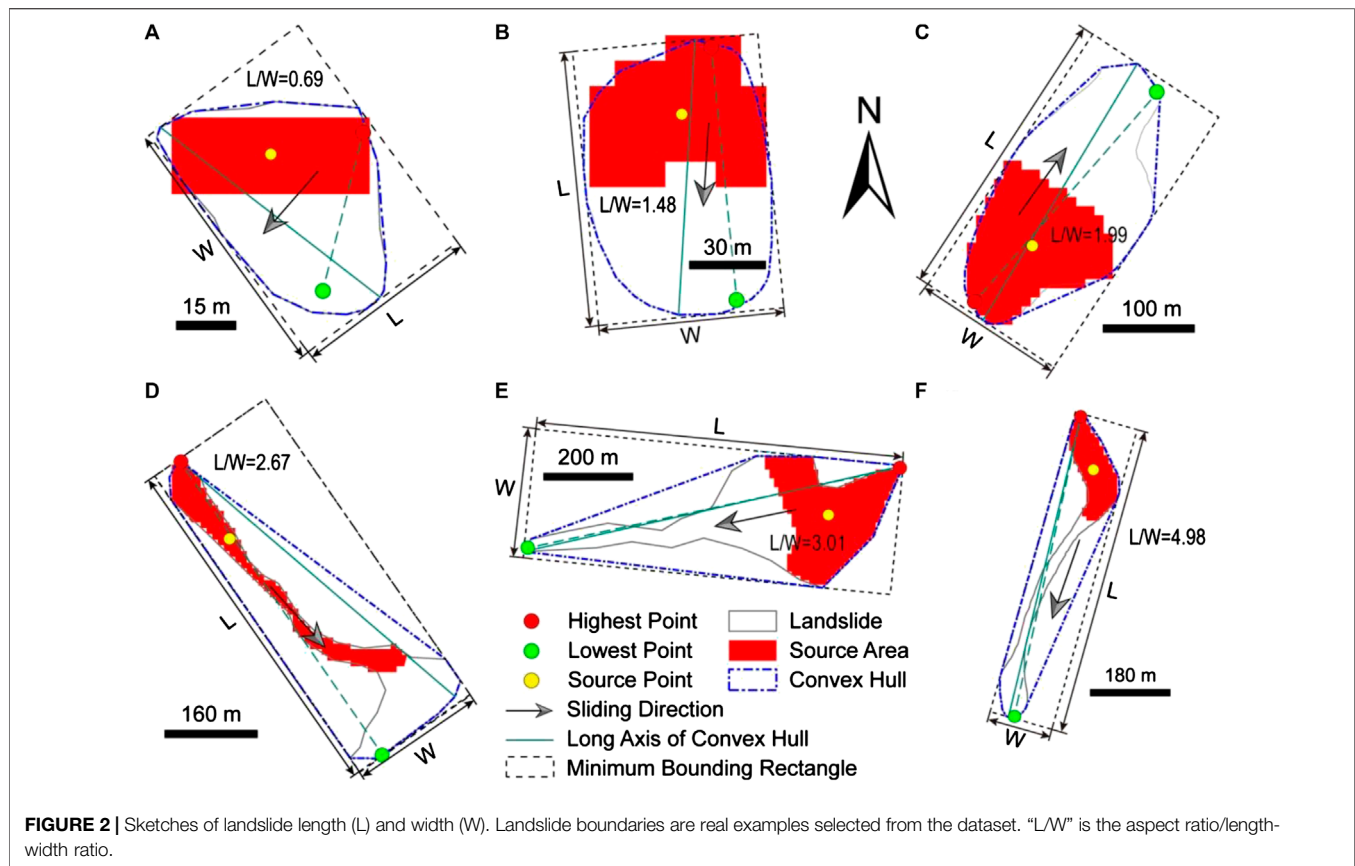 A
L/W=0.69
W
L
15 m
B
L
L/W=1.48
30 m
W
N
C
L
L/W=1.99
W
100 m
D
L/W=2.67
L
160 m
W
E
L
200 m
W
L/W=3.01
F
L/W=4.98
L
180 m
W
Highest Point
Lowest Point
Source Point
Sliding Direction
Long Axis of Convex Hull
Minimum Bounding Rectangle
Landslide
Source Area
Convex Hull
FIGURE 2 | Sketches of landslide length (L) and width (W). Landslide boundaries are real examples selected from the dataset. “L/W” is the aspect ratio/length-
width ratio.